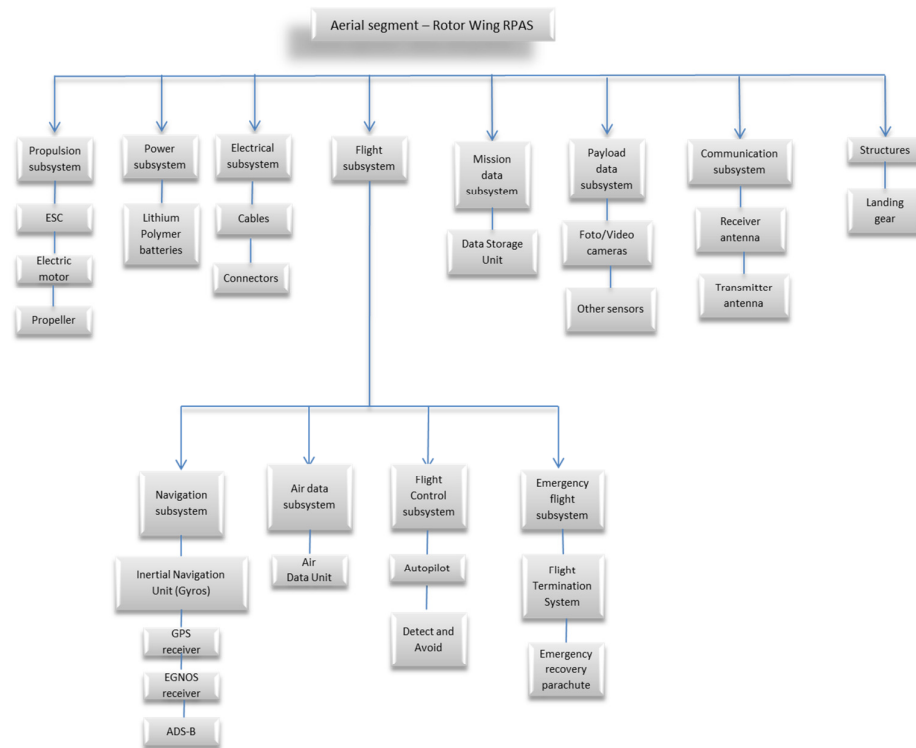 Aerial segment – Rotor Wing RPAS
Propulsion
subsystem
ESC
Electric
motor
Propeller
Power
subsystem
Lithium
Polymer
batteries
Electrical
subsystem
Cables
Connectors
Flight
subsystem
Mission
data
subsystem
Data Storage
Unit
Payload
data
subsystem
Foto/Video
cameras
Other sensors
Communication
subsystem
Receiver
antenna
Transmitter
antenna
Structures
Landing
gear
Navigation
subsystem
Inertial Navigation
Unit (Gyros)
GPS
receiver
EGNOS
receiver
ADS-B
Air data
subsystem
Air
Data Unit
Flight
Control
subsystem
Autopilot
Detect and
Avoid
Emergency
flight
subsystem
Flight
Termination
System
Emergency
recovery
parachute